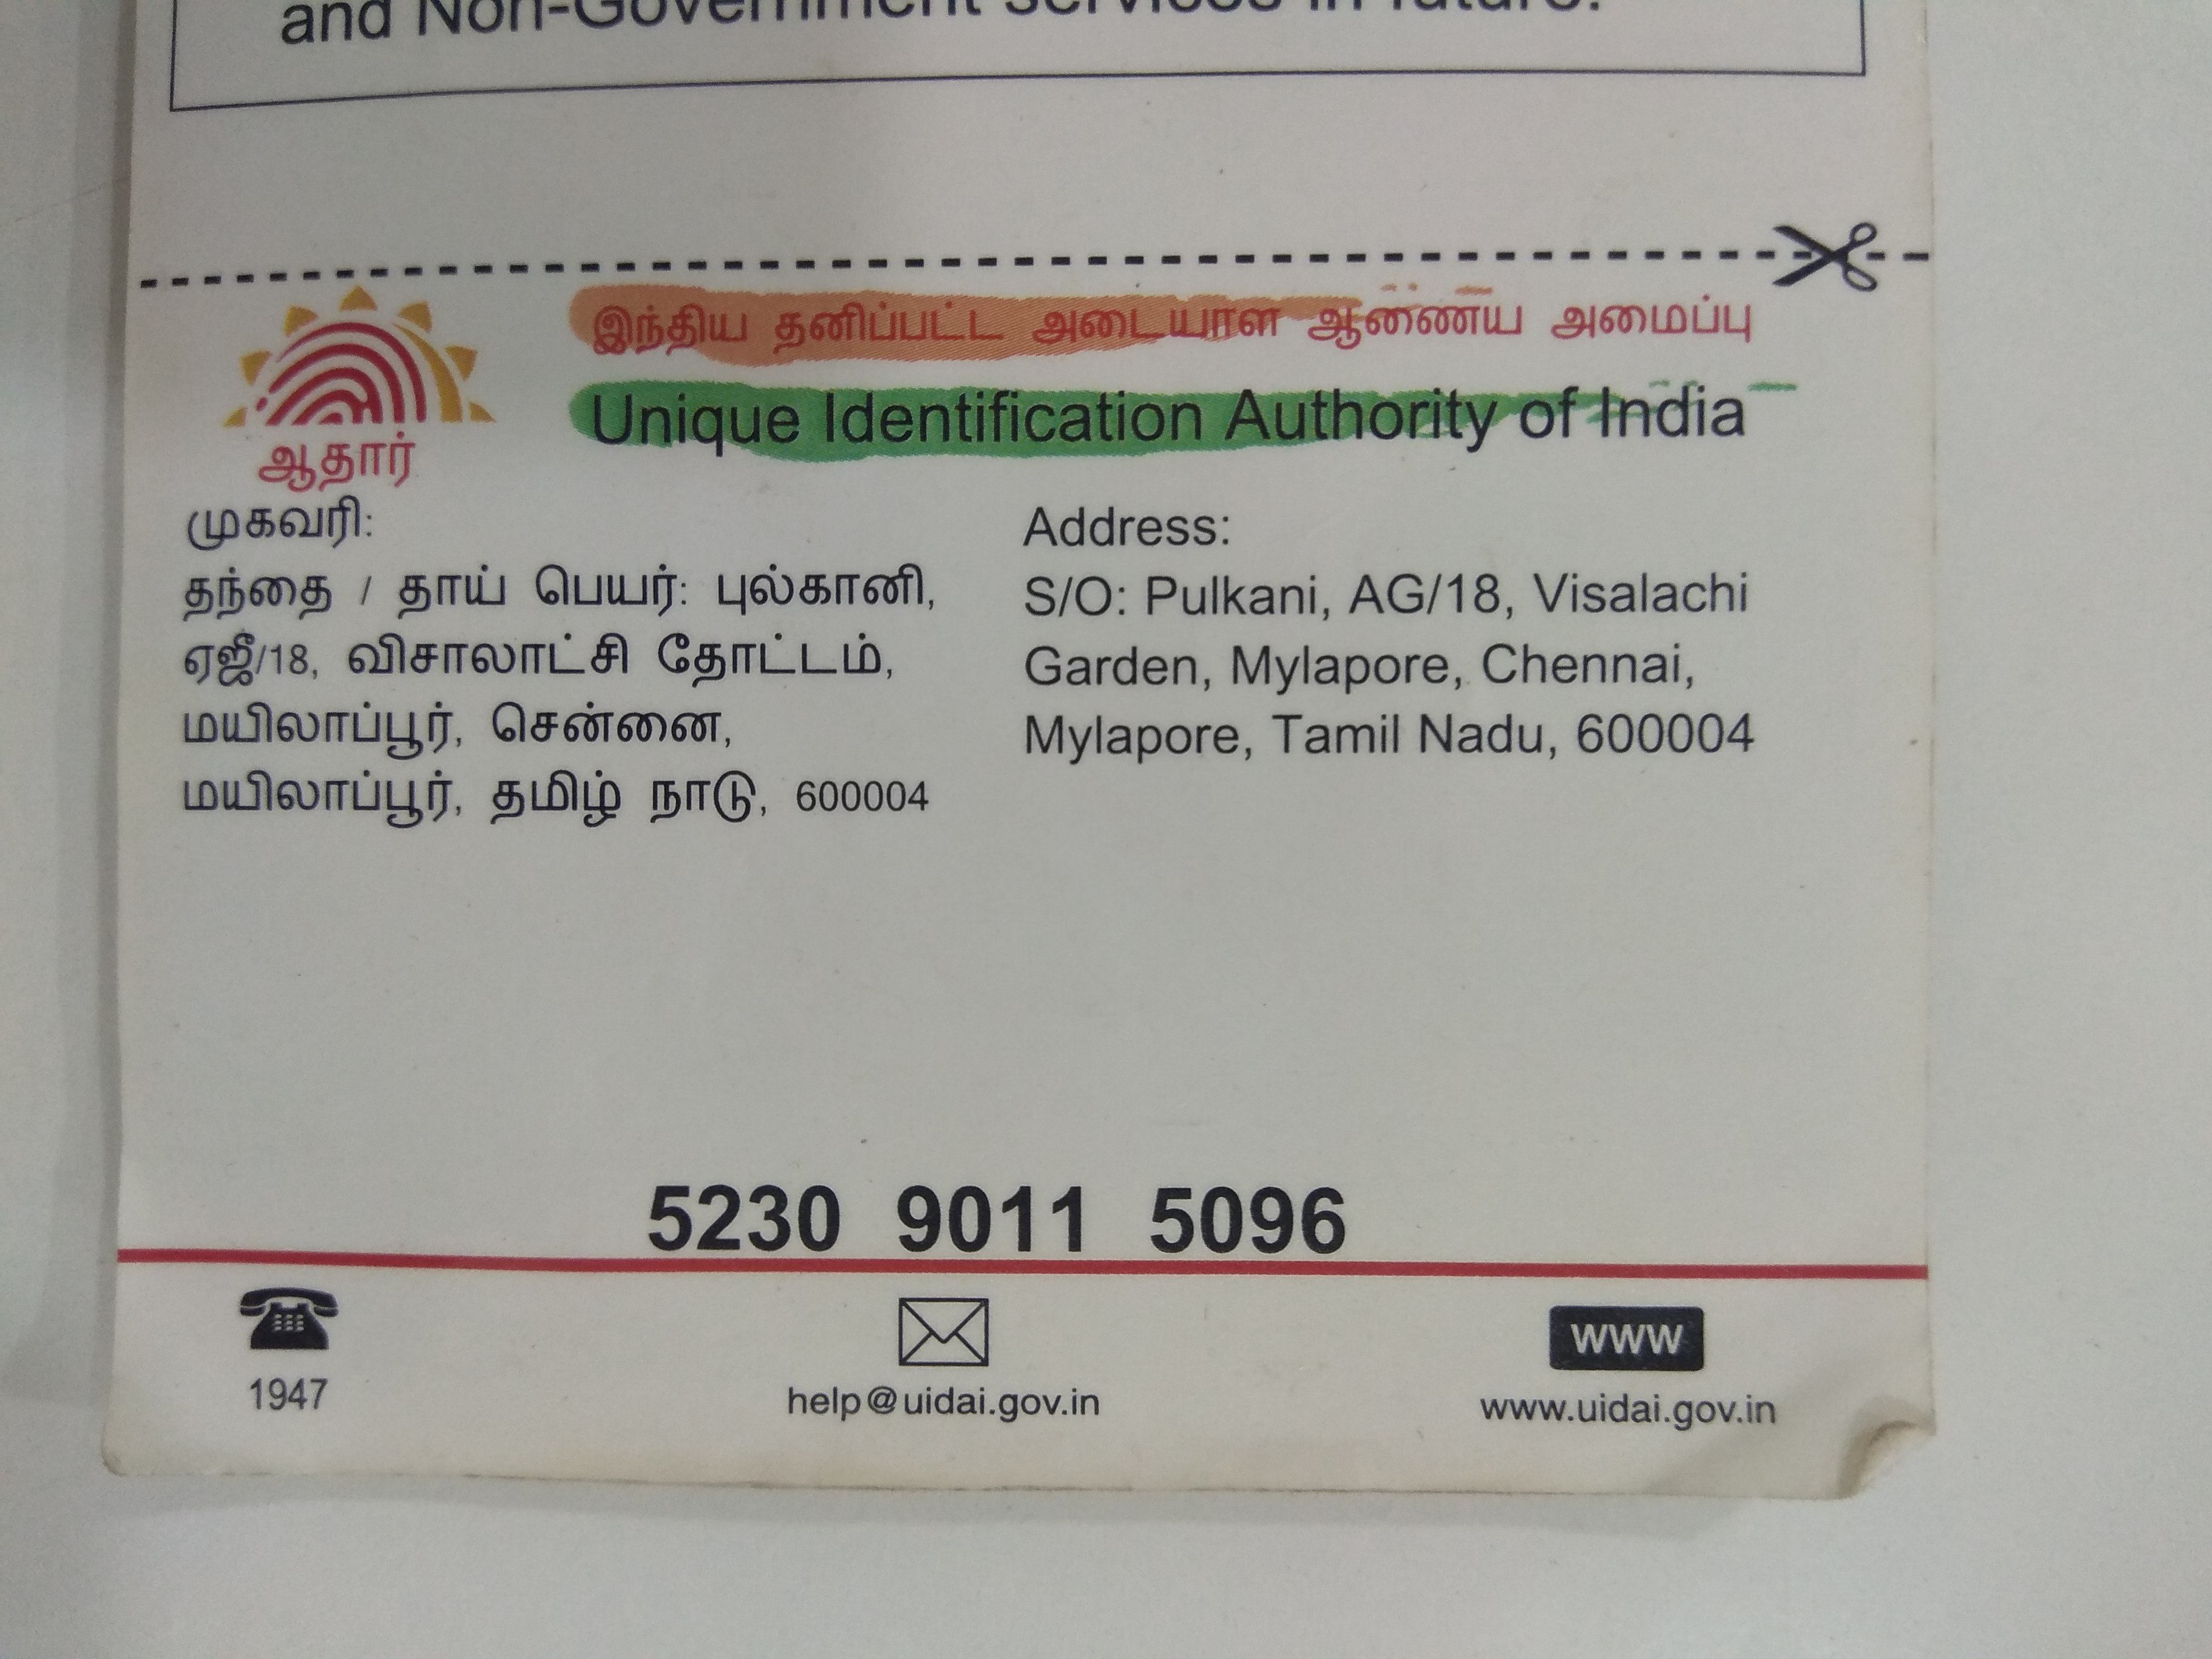 and Non-Government services in future.
இந்திய தனிப்பட்ட அடையாள ஆணைய அமைப்பு
Unique Identification Authority of India
ஆதார்
முகவரி:
தந்தை / தாய் பெயர்: புல்கானி,
ஏஜீ/18, விசாலாட்சி தோட்டம்,
மயிலாப்பூர், சென்னை,
மயிலாப்பூர், தமிழ் நாடு, 600004
Address:
S/O: Pulkani, AG/18, Visalachi
Garden, Mylapore, Chennai,
Mylapore, Tamil Nadu, 600004
5230 9011 5096
1947
help@uidai.gov.in
WWW
www.uidai.gov.in